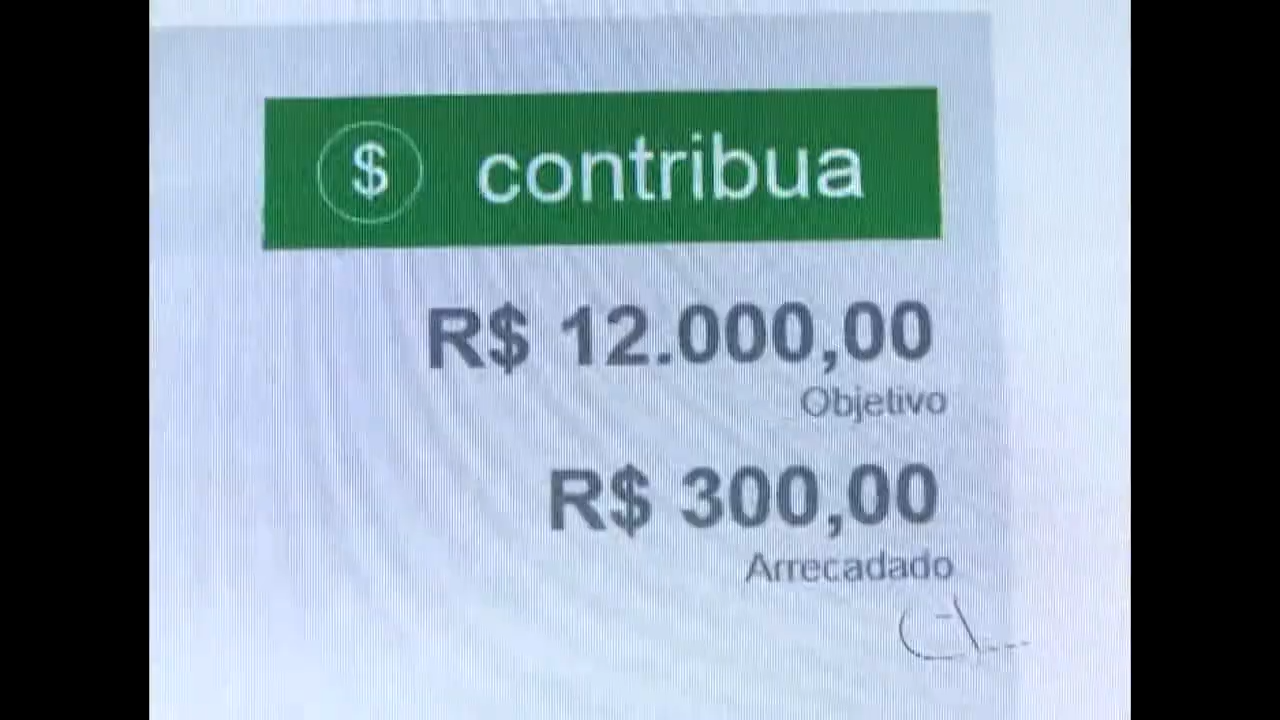 $ contribua
R$ 12.000,00
Objetivo
R$ 300,00
Arrecadado